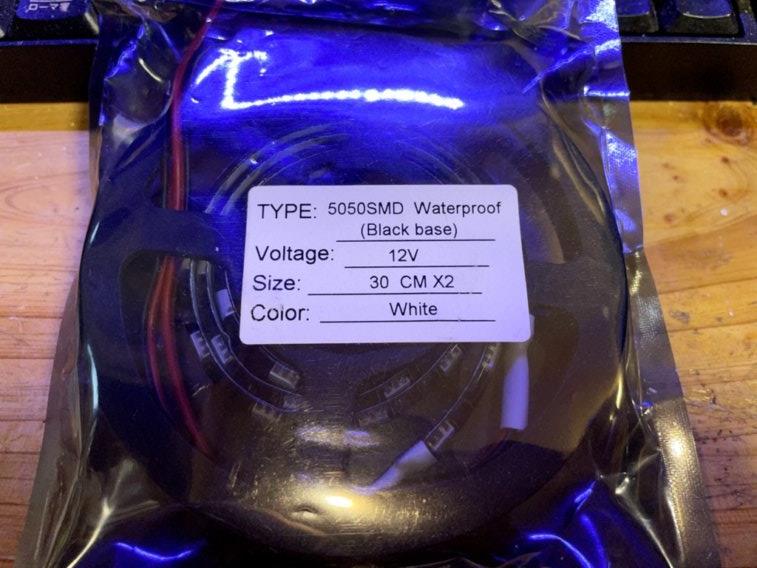 TYPE: 5050SMD Waterproof
(Black base)
Voltage: 12V
Size: 30 CM X2
Color: White